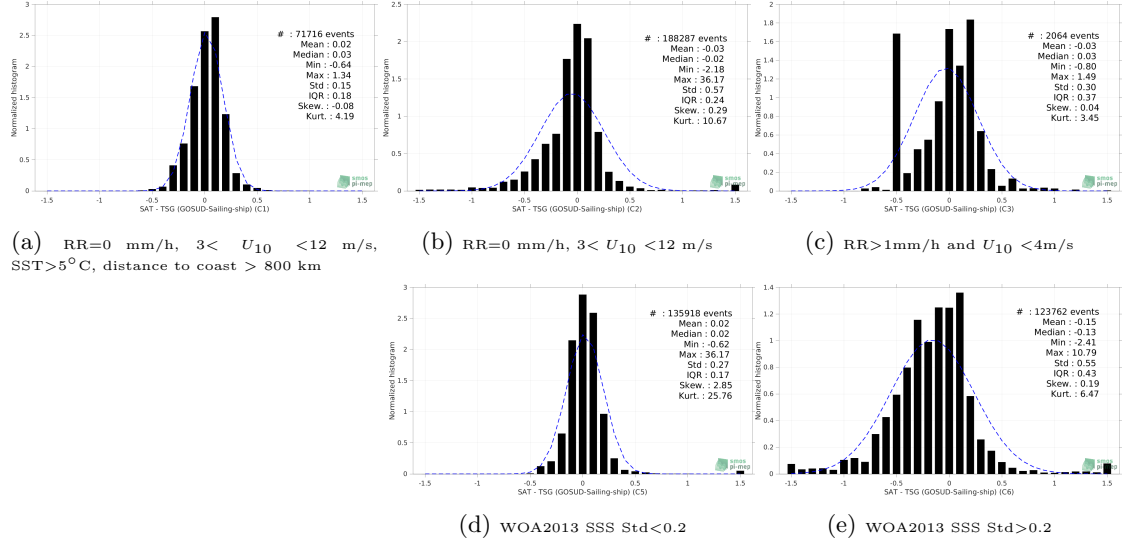 3
2.5
2
1.5
1
0.5
0
-1.5
-1
-0.5
0
0.5
1
1.5
Normalized histogram
SAT - TSG (GOSUD-Sailing-ship) (C1)
# : 71716 events
Mean : 0.02
Median : 0.03
Min : -0.64
Max : 1.34
Std : 0.15
IQR : 0.18
Skew. : -0.08
Kurt. : 4.19
smos
pi-mep
(a) RR=0 mm/h, 3< U10 <12 m/s,
SST>5°C, distance to coast > 800 km
2.5
2
1.5
1
0.5
0
-1.5
-1
-0.5
0
0.5
1
1.5
Normalized histogram
SAT - TSG (GOSUD-Sailing-ship) (C2)
# : 188287 events
Mean : -0.03
Median : -0.02
Min : -2.18
Max : 36.17
Std : 0.57
IQR : 0.24
Skew. : 0.29
Kurt. : 10.67
smos
pi-mep
(b) RR=0 mm/h, 3< U10 <12 m/s
2
1.8
1.6
1.4
1.2
1
0.8
0.6
0.4
0.2
0
-1.5
-1
-0.5
0
0.5
1
1.5
Normalized histogram
SAT - TSG (GOSUD-Sailing-ship) (C3)
# : 2064 events
Mean : -0.03
Median : 0.03
Min : -0.80
Max : 1.49
Std : 0.30
IQR : 0.37
Skew. : 0.04
Kurt. : 3.45
smos
pi-mep
(c) RR>1mm/h and U10 <4m/s
3
2.5
2
1.5
1
0.5
0
-1.5
-1
-0.5
0
0.5
1
1.5
Normalized histogram
SAT - TSG (GOSUD-Sailing-ship) (C5)
# : 135918 events
Mean : 0.02
Median : 0.02
Min : -0.62
Max : 36.17
Std : 0.27
IQR : 0.17
Skew. : 2.85
Kurt. : 25.76
smos
pi-mep
(d) WOA2013 SSS Std<0.2
1.4
1.2
1
0.8
0.6
0.4
0.2
0
-1.5
-1
-0.5
0
0.5
1
1.5
Normalized histogram
SAT - TSG (GOSUD-Sailing-ship) (C6)
# : 123762 events
Mean : -0.15
Median : -0.13
Min : -2.41
Max : 10.79
Std : 0.55
IQR : 0.43
Skew. : 0.19
Kurt. : 6.47
smos
pi-mep
(e) WOA2013 SSS Std>0.2